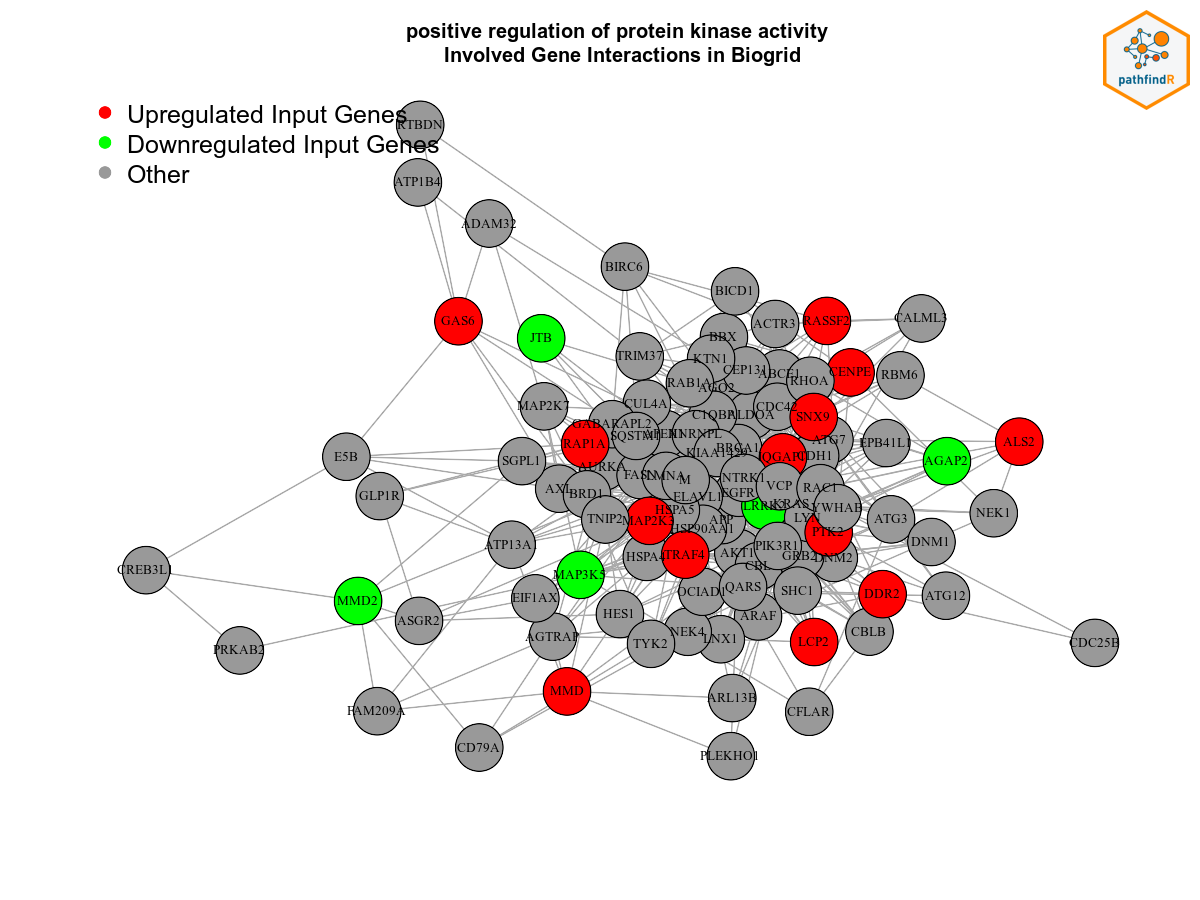 positive regulation of protein kinase activity
Involved Gene Interactions in Biogrid
pathfindR
Upregulated Input Genes
Downregulated Input Genes
Other
RTBDN
ATP1B4
ADAM32
BIRC6
BICD1
GAS6
JTB
ACTR3
RASSF2
CALML3
BBX
TRIM37
KTN1
CEP131
ABCE1
RHOA
CENPE
RBM6
RAB1A
AGO2
MAP2K7
CUL4A
C1QBP
ALDOA
CDC42
SNX9
GABARAPL2
SQSTM1
HNRNPL
RAP1A
BRCA1
ATG7
EPB41L1
ALS2
KIAA1429
IQGAP1
CDH1
E5B
SGPL1
AURKA
FASN
LMNA
M
NTRK1
VCP
RAC1
AGAP2
GLP1R
AXL
BRD1
ELAVL1
EGFR
KRAS
YWHAB
LRRK2
HSPA5
TNIP2
MAP2K3
APP
LYN
ATG3
NEK1
HSP90AA1
PTK2
ATP13A1
HSPA4
TRAF4
AKT1
PIK3R1
GRB2
DNM2
DNM1
CBL
CREB3L1
MAP3K5
OCIAD1
QARS
SHC1
DDR2
ATG12
MMD2
ASGR2
EIF1AX
HES1
ARAF
PRKAB2
AGTRAP
TYK2
NEK4
LNX1
LCP2
CBLB
CDC25B
MMD
ARL13B
FAM209A
CFLAR
CD79A
PLEKHO1